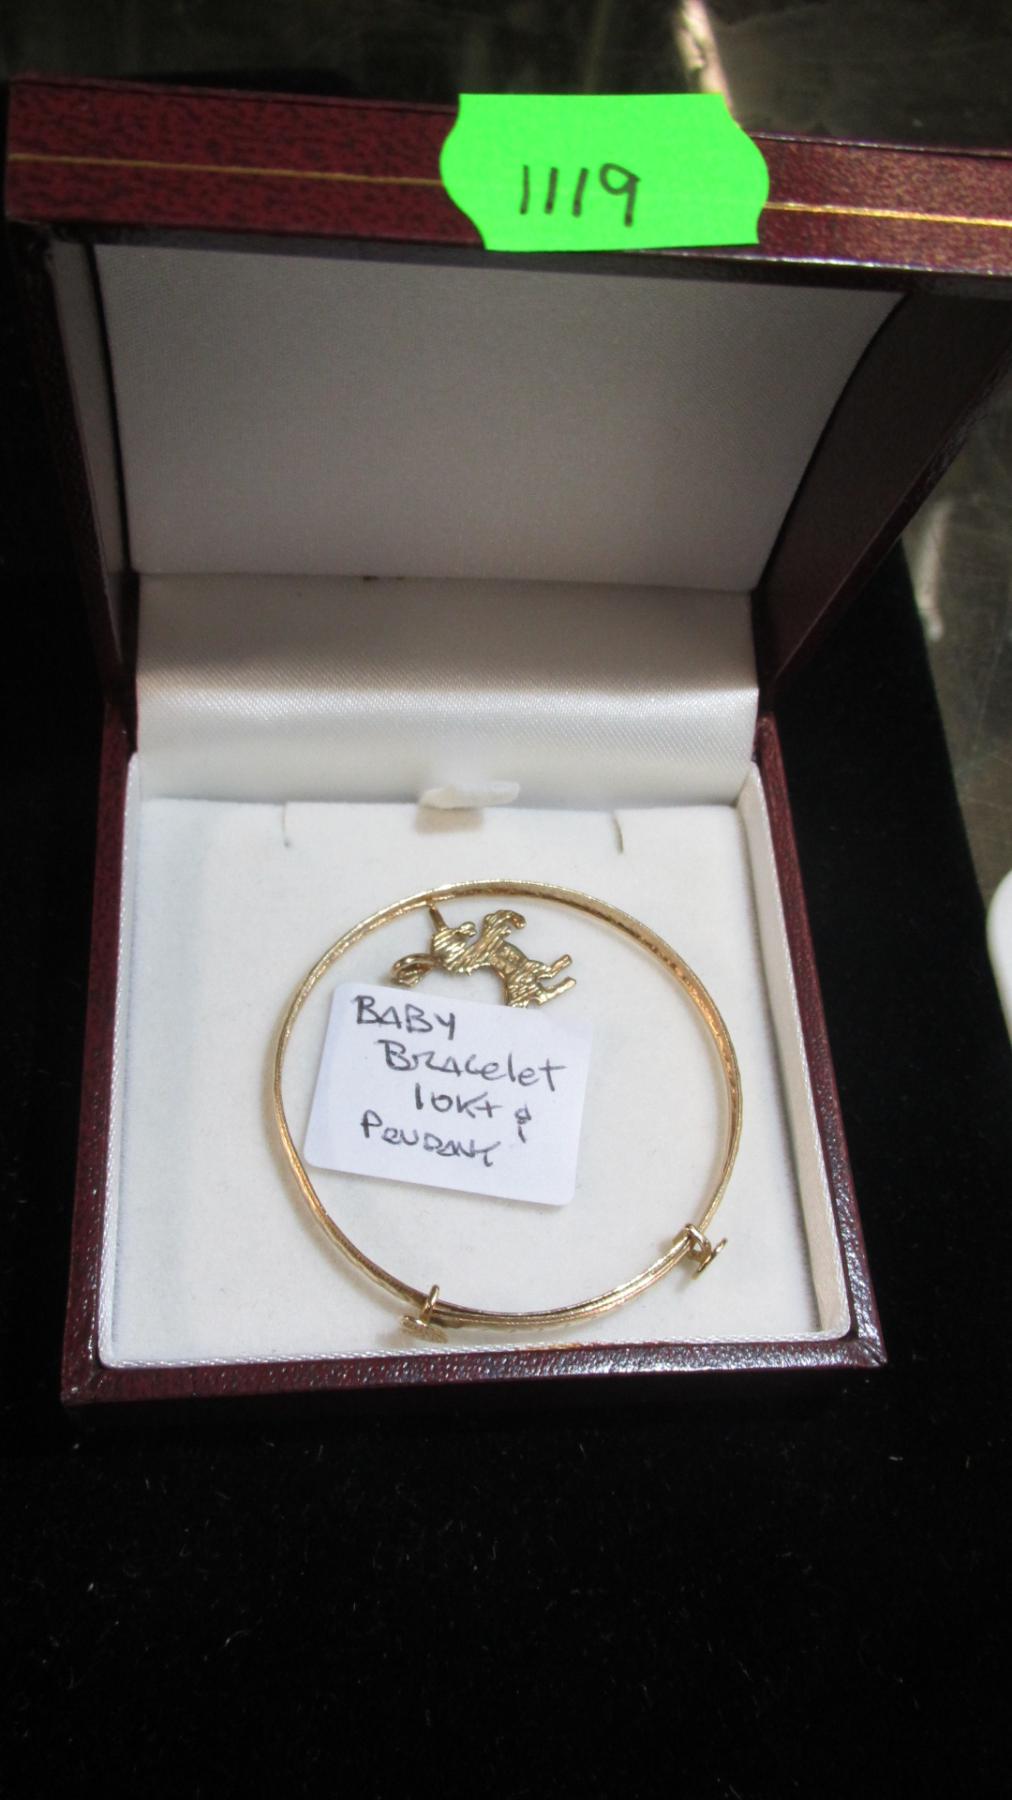 1119
BABY
Bracelet
10Kt &
Pendant